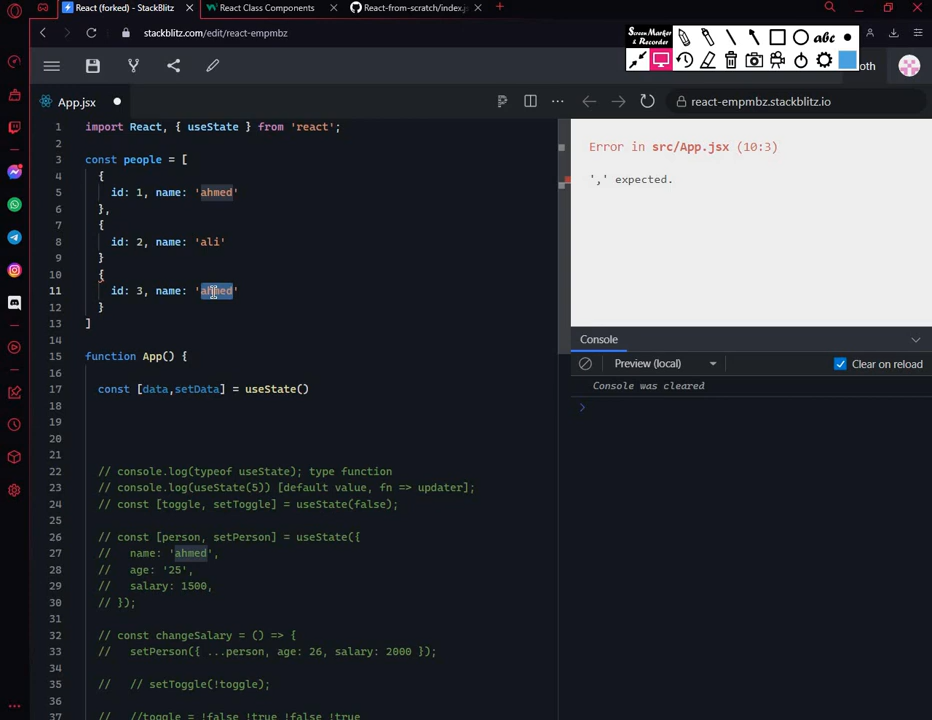 React (forked) - StackBlitz
React Class Components
React-from-scratch/index.js
stackblitz.com/edit/react-empmbz
Screen Marker
& Recorder
abc
oth
App.jsx
react-empmbz.stackblitz.io
1 import React, { useState } from 'react';
2
3 const people = [
4 {
5 id: 1, name: 'ahmed'
6 },
7 {
8 id: 2, name: 'ali'
9 }
10 {
11 id: 3, name: 'ahmed'
12 }
13 ]
14
15 function App() {
16
17 const [data,setData] = useState()
18
19
20
21
22 // console.log(typeof useState); type function
23 // console.log(useState(5)) [default value, fn => updater];
24 // const [toggle, setToggle] = useState(false);
25
26 // const [person, setPerson] = useState({
27 // name: 'ahmed',
28 // age: '25',
29 // salary: 1500,
30 // });
31
32 // const changeSalary = () => {
33 // setPerson({ ...person, age: 26, salary: 2000 });
34
35 // // setToggle(!toggle);
36
37 // //toggle = !false !true !false !true
Error in src/App.jsx (10:3)
',' expected.
Console
Preview (local)
Clear on reload
Console was cleared